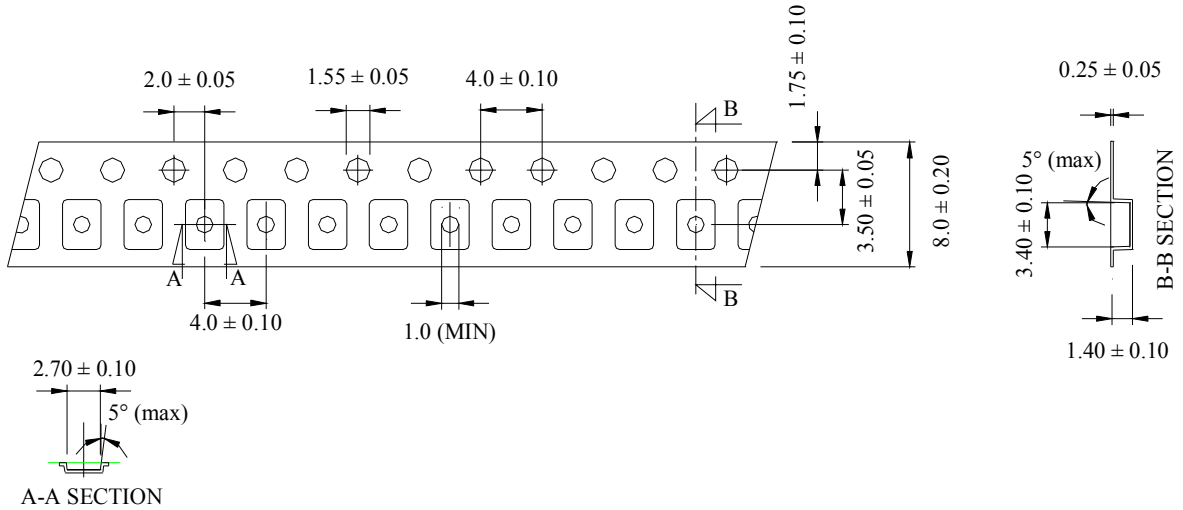 2.0 ± 0.05
1.55 ± 0.05
4.0 ± 0.10
1.75 ± 0.10
0.25 ± 0.05
B
5° (max)
3.50 ± 0.05
8.0 ± 0.20
3.40 ± 0.10
B-B SECTION
A
A
B
4.0 ± 0.10
1.0 (MIN)
1.40 ± 0.10
2.70 ± 0.10
5° (max)
A-A SECTION